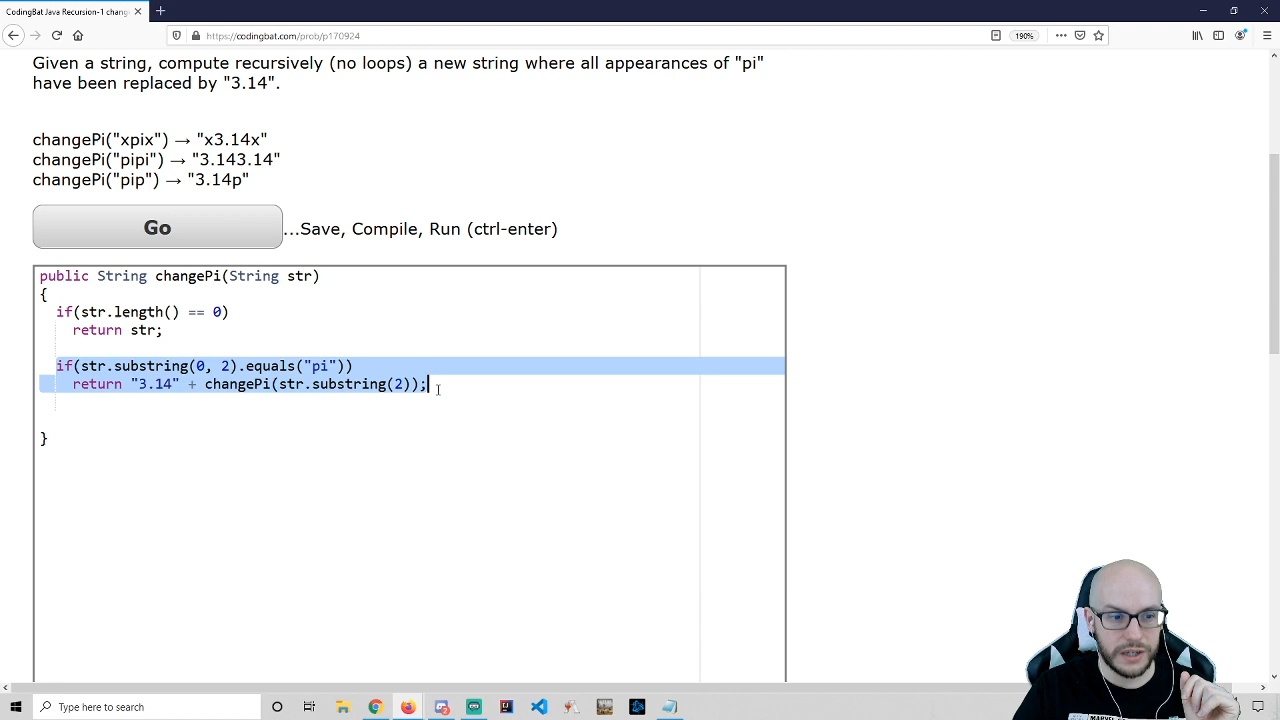 CodingBat Java Recursion-1 chang
https://codingbat.com/prob/p170924
190%
Given a string, compute recursively (no loops) a new string where all appearances of "pi"
have been replaced by "3.14".
changePi("xpix") → "x3.14x"
changePi("pipi") → "3.143.14"
changePi("pip") → "3.14p"
Go
...Save, Compile, Run (ctrl-enter)
public String changePi(String str)
{
if(str.length() == 0)
return str;
if(str.substring(0, 2).equals("pi"))
return "3.14" + changePi(str.substring(2));
}
Type here to search